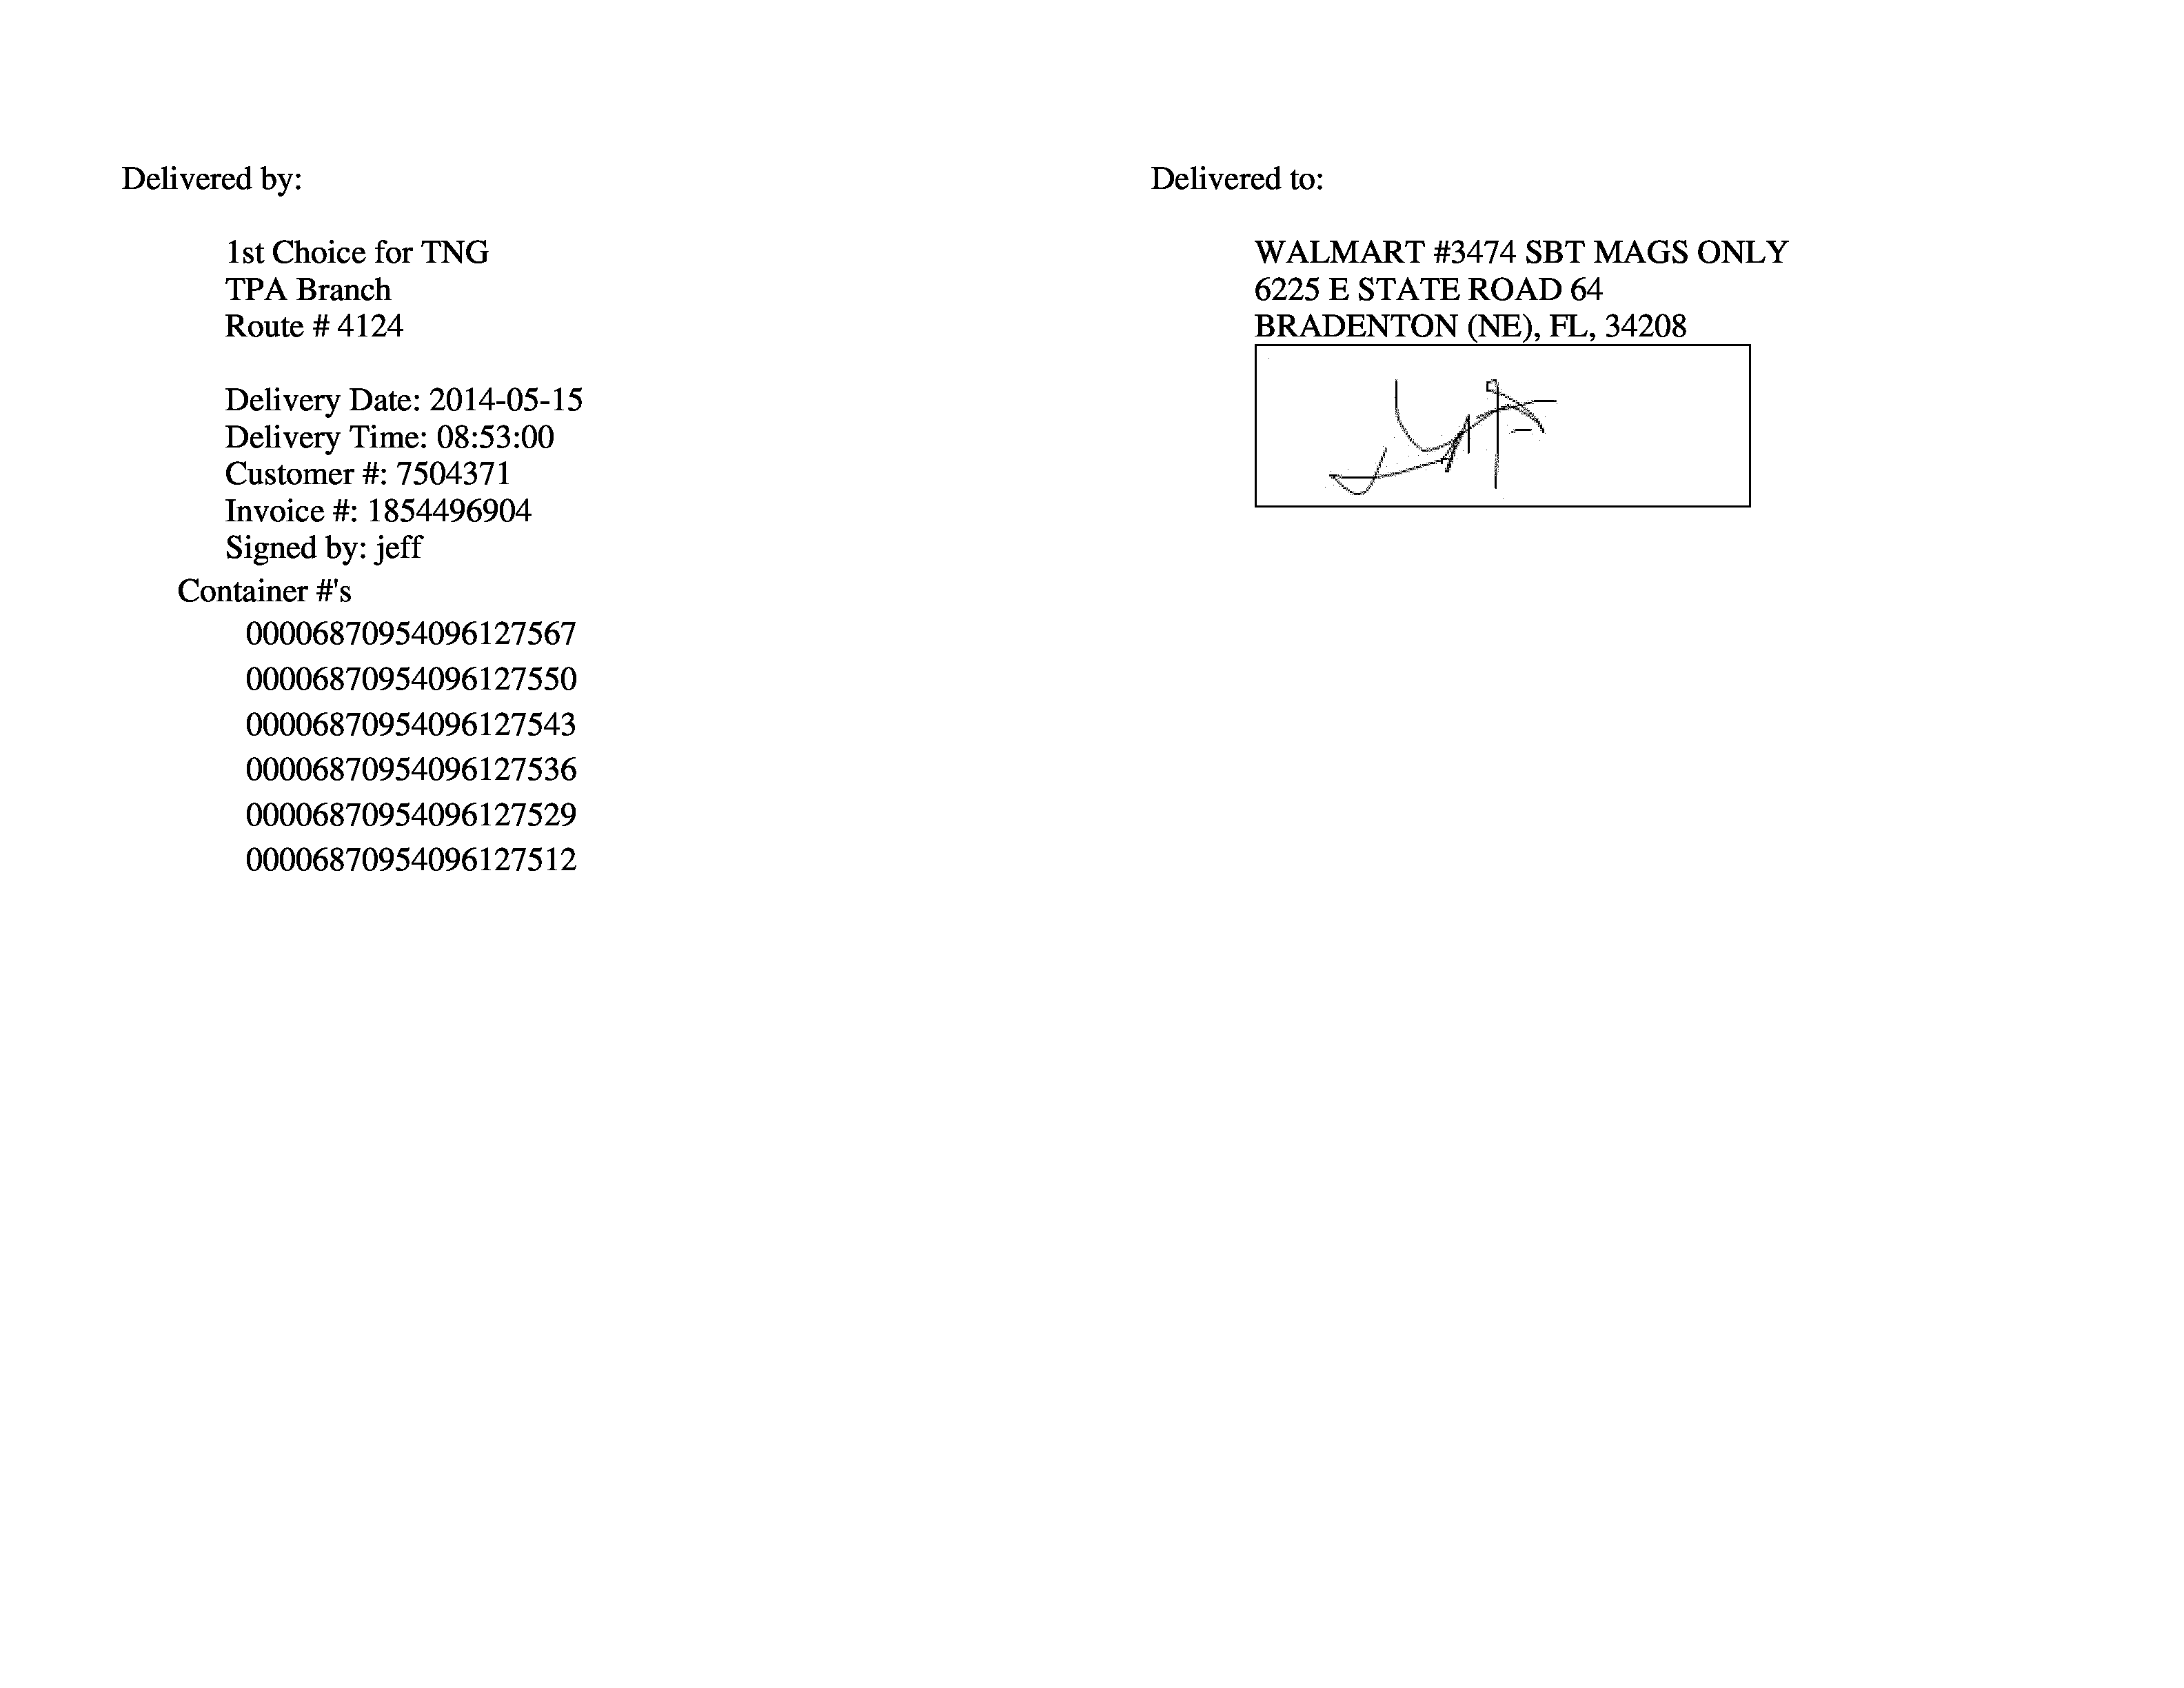 Delivered by:
1st Choice for TNG
TPA Branch
Route # 4124
Delivery Date: 2014-05-15
Delivery Time: 08:53:00
Customer #: 7504371
Invoice #: 1854496904
Signed by: jeff
Container #'s
00006870954096127567
00006870954096127550
00006870954096127543
00006870954096127536
00006870954096127529
00006870954096127512
Delivered to:
WALMART #3474 SBT MAGS ONLY
6225 E STATE ROAD 64
BRADENTON (NE), FL, 34208